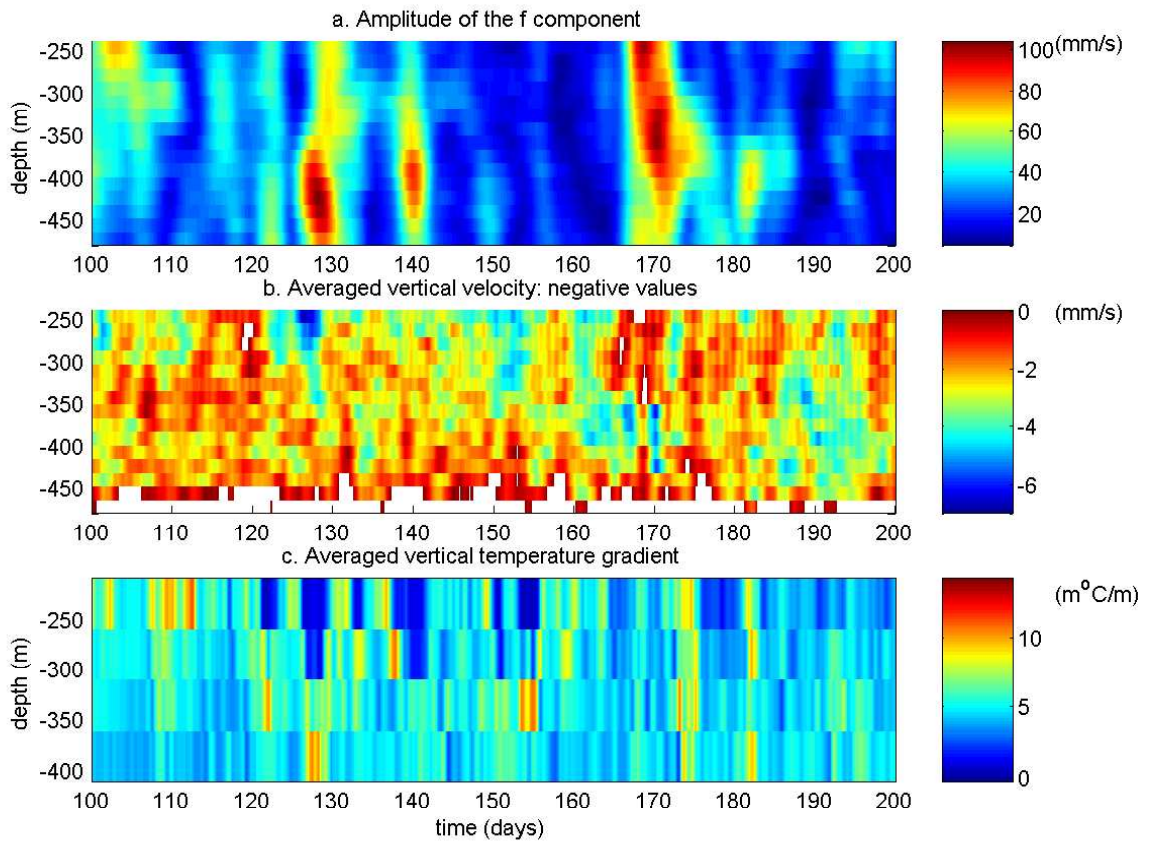 a. Amplitude of the f component
-250
-300
-350
-400
-450
depth (m)
100 110 120 130 140 150 160 170 180 190 200
100 (mm/s)
80
60
40
20
b. Averaged vertical velocity: negative values
-250
-300
-350
-400
-450
100 110 120 130 140 150 160 170 180 190 200
0 (mm/s)
-2
-4
-6
c. Averaged vertical temperature gradient
-250
-300
-350
-400
depth (m)
100 110 120 130 140 150 160 170 180 190 200
time (days)
(m°C/m)
10
5
0